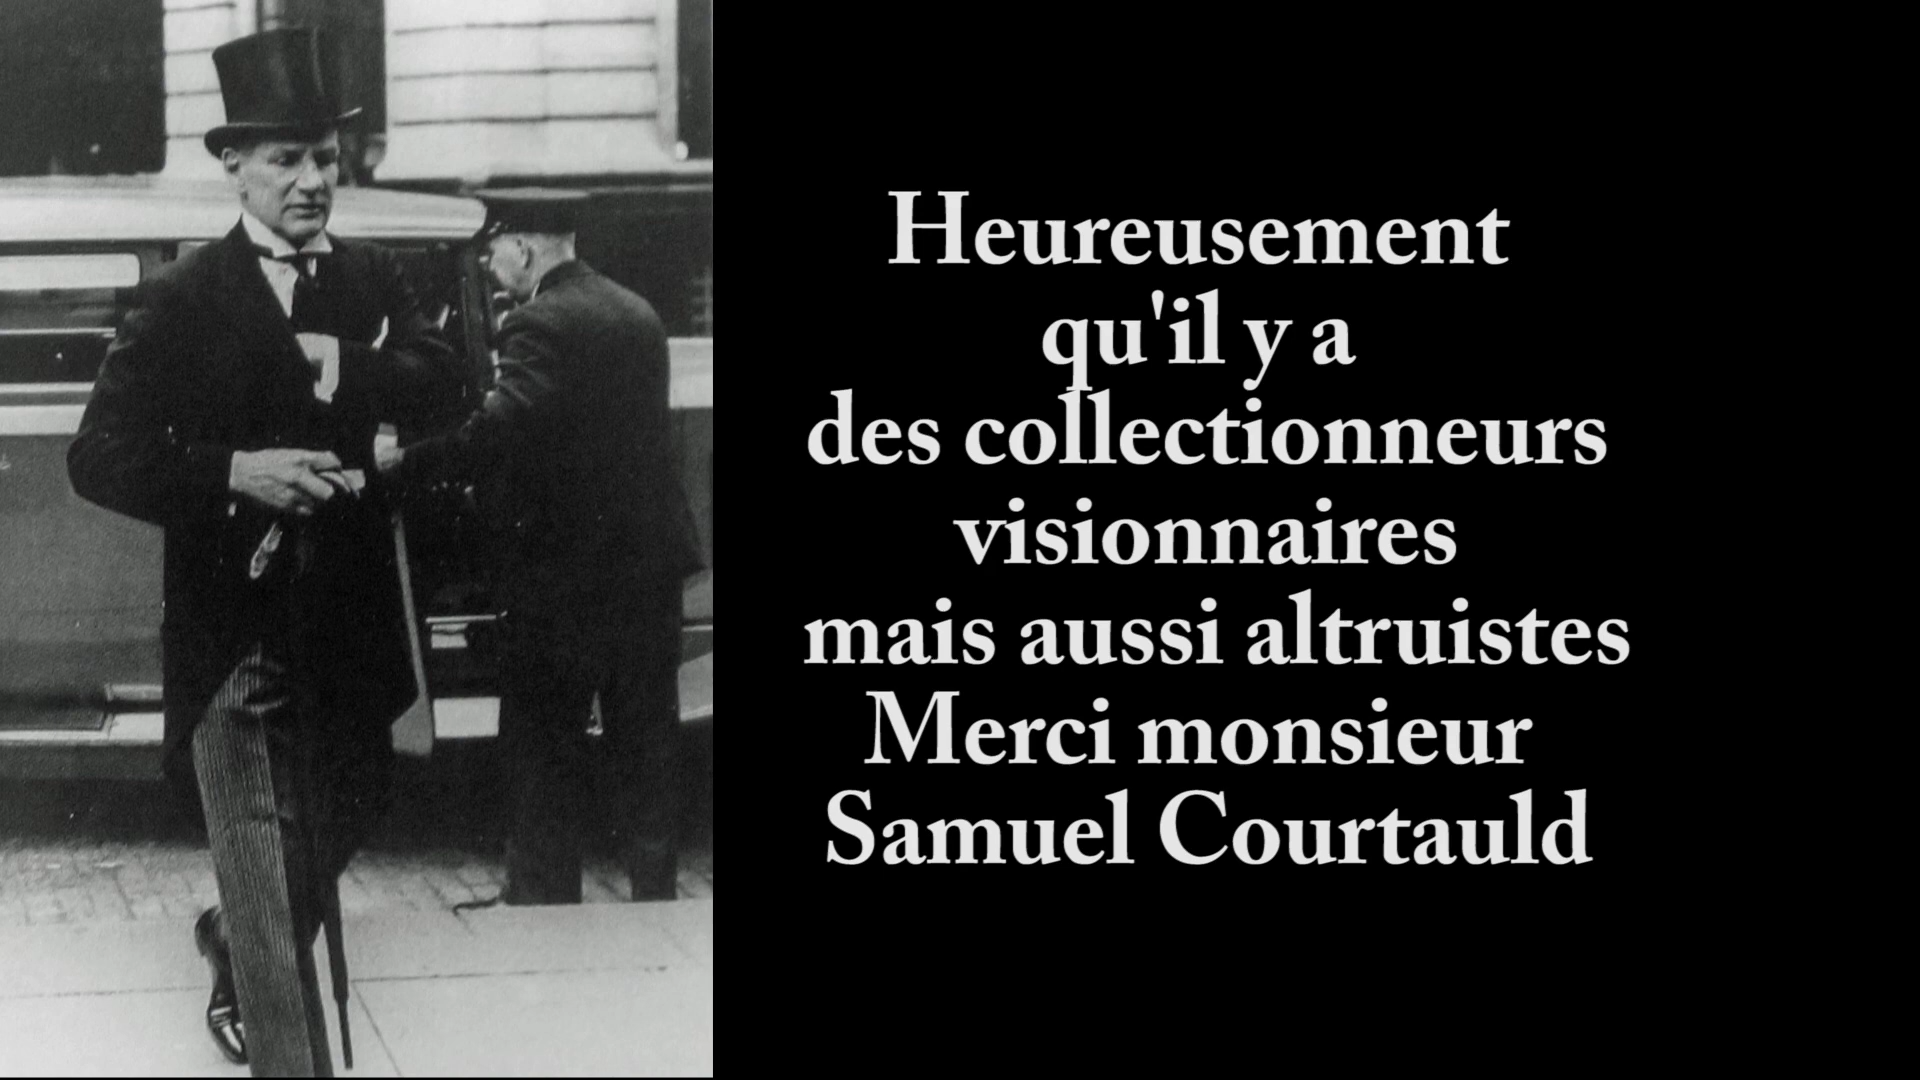 Heureusement
qu'il y a
des collectionneurs
visionnaires
mais aussi altruistes
Merci monsieur
Samuel Courtauld